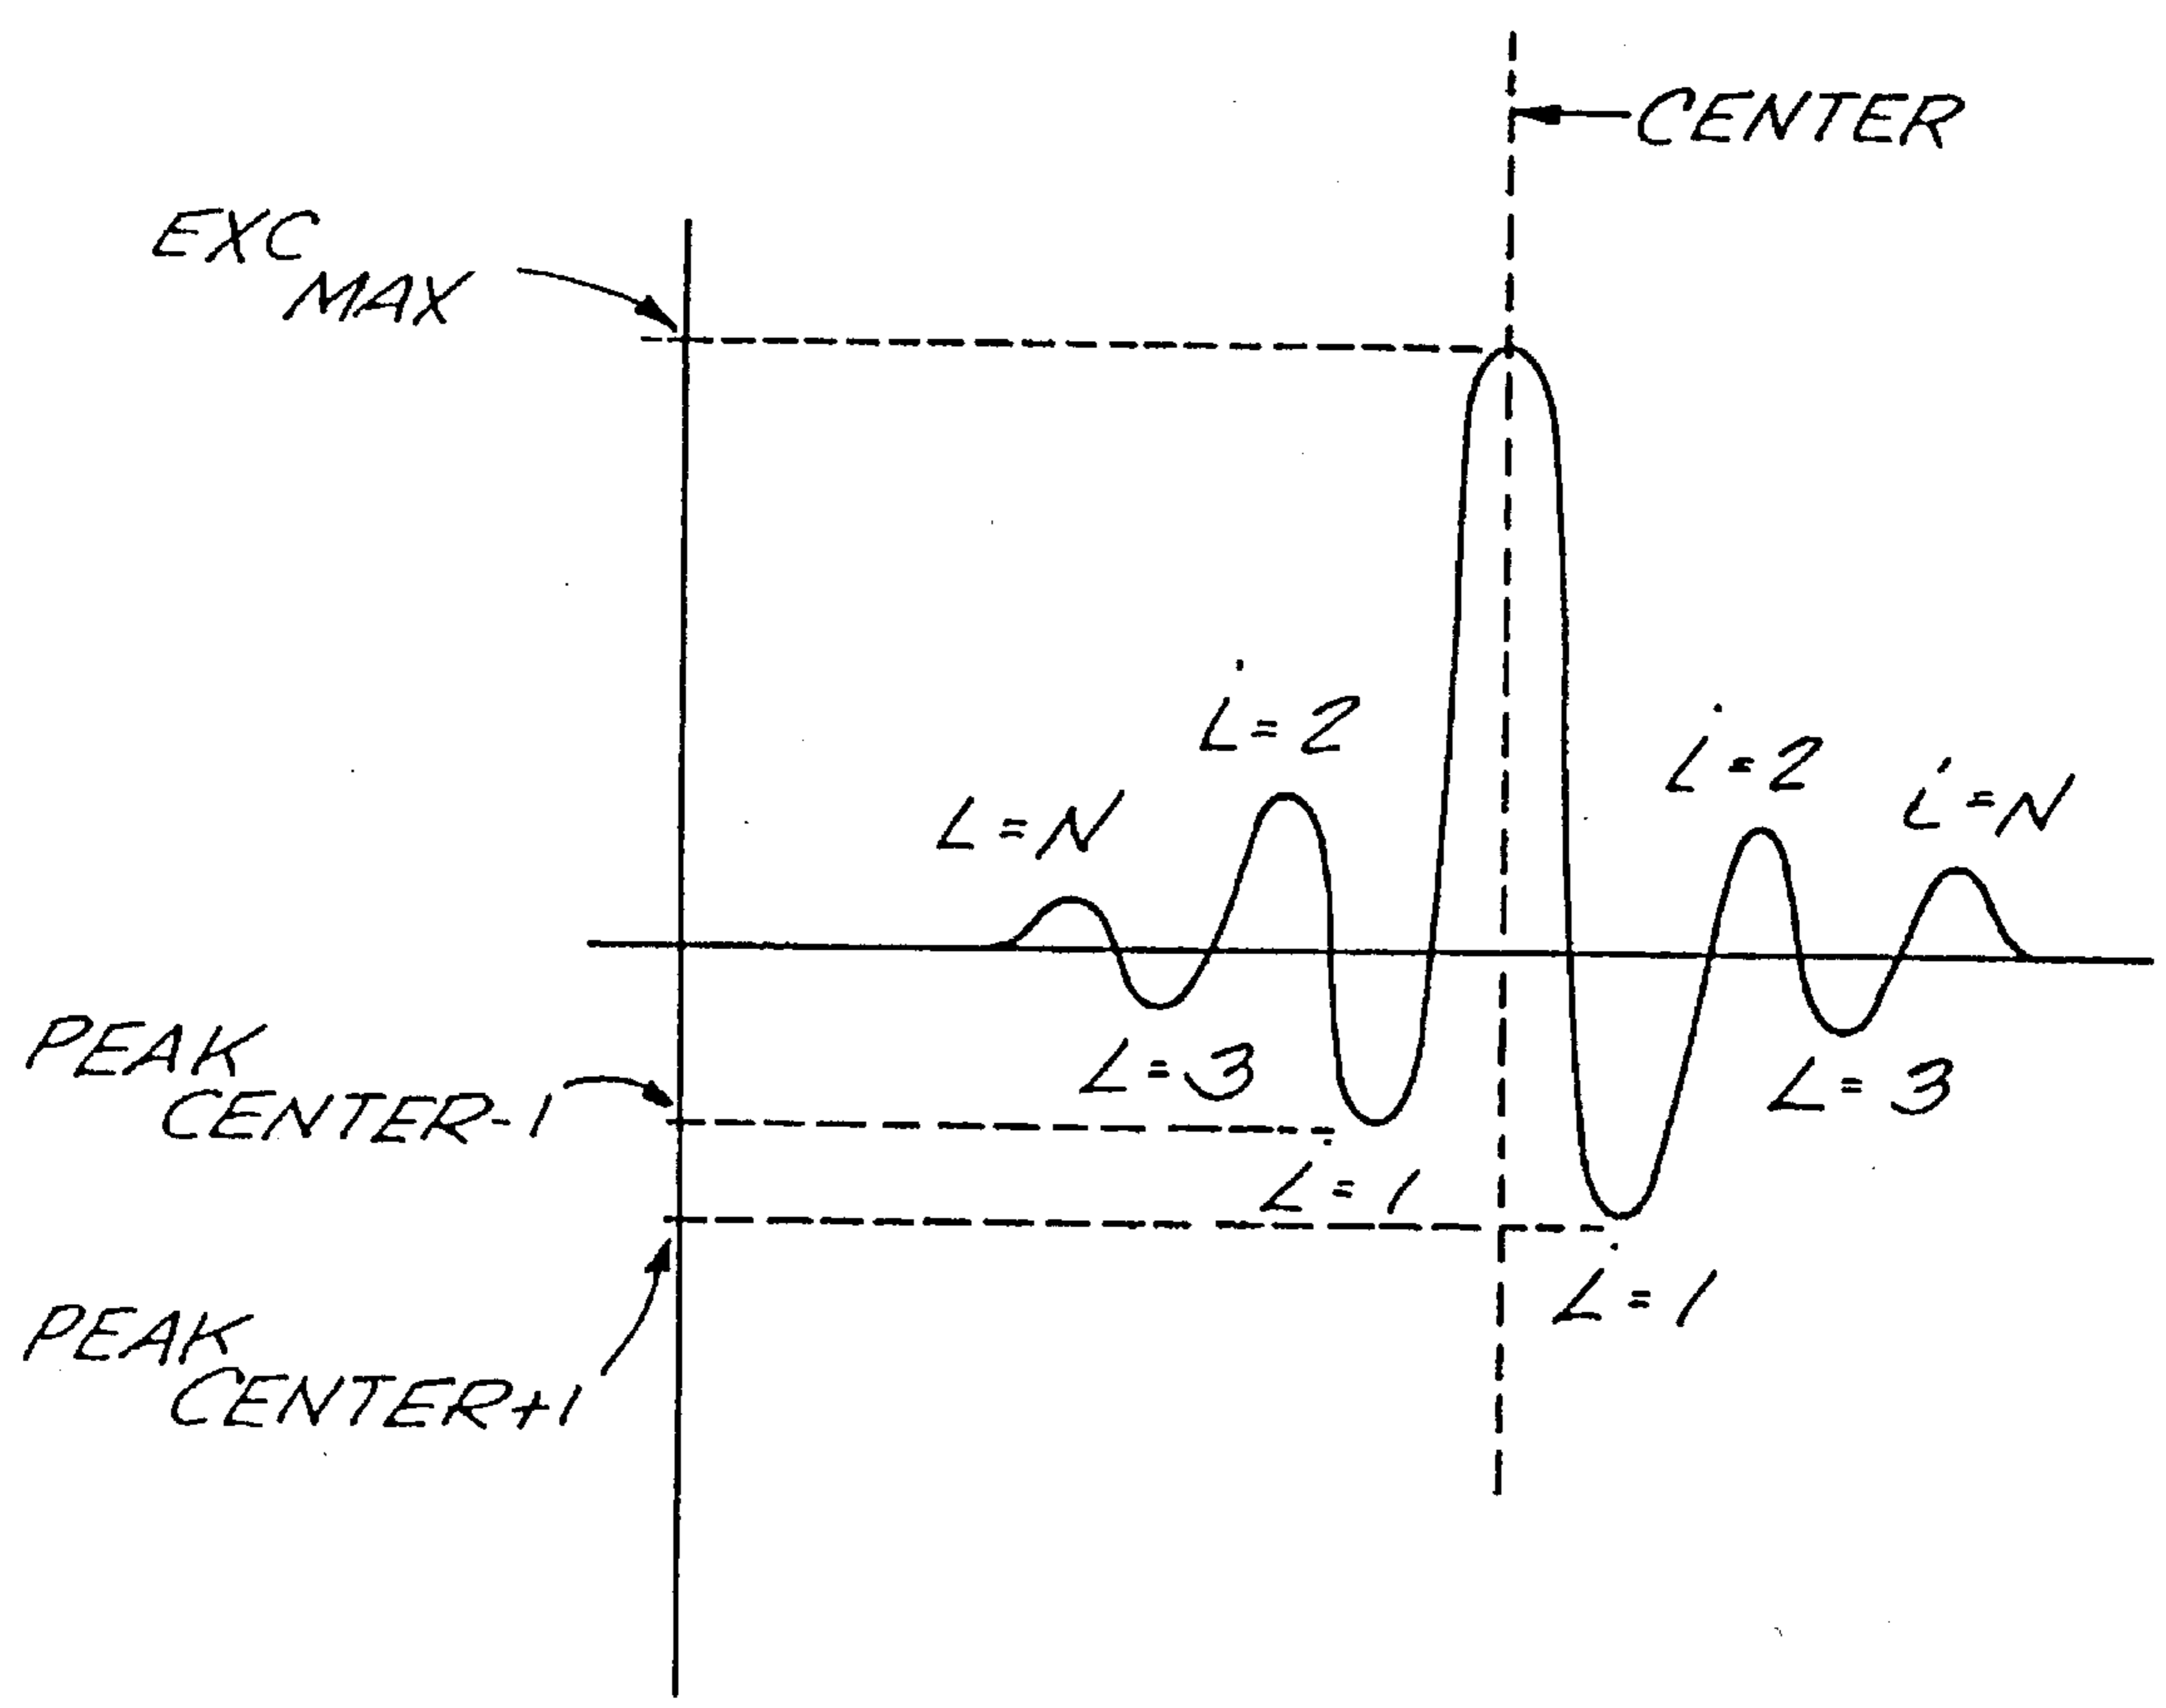 CENTER
EXC
MAX
i=2
i=2
i=N
i=N
PEAK
CENTER-1
i=3
i=3
i=1
PEAK
CENTER+1
i=1